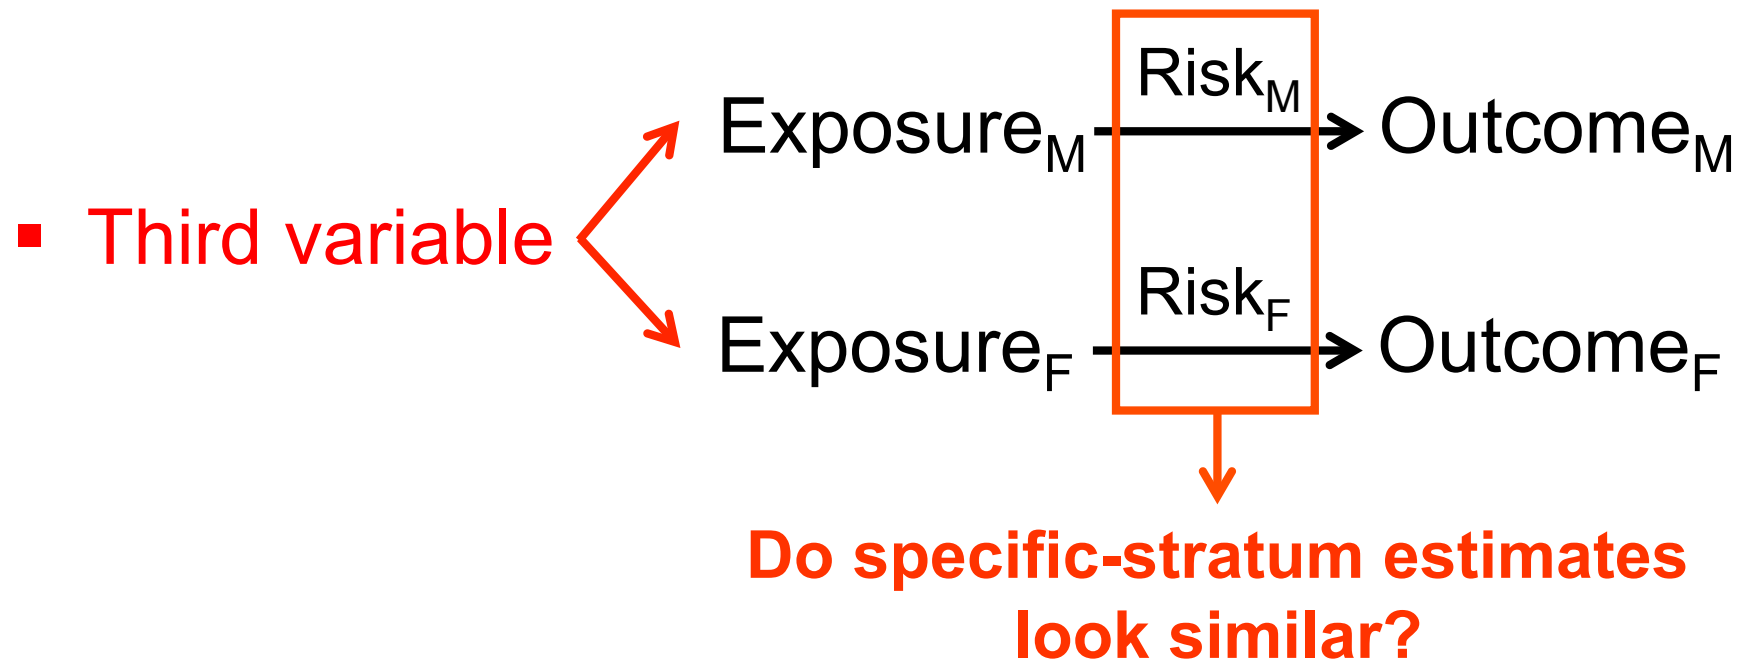 Risk_M
Exposure_M Outcome_M
▪ Third variable
Risk_F
Exposure_F Outcome_F
Do specific-stratum estimates
look similar?